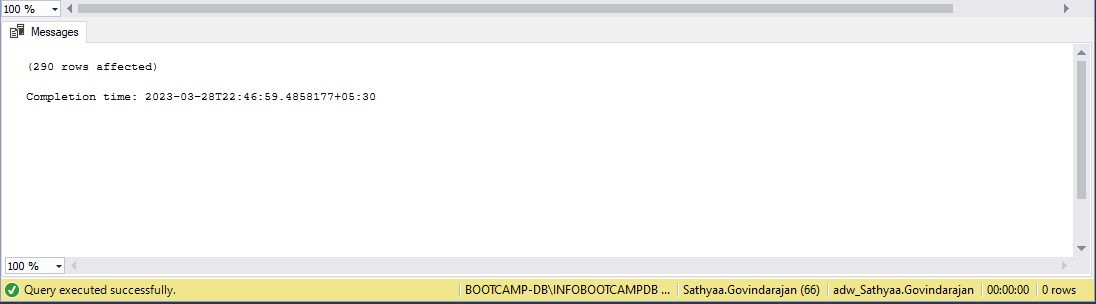 100 %
Messages
(290 rows affected)
Completion time: 2023-03-28T22:46:59.4858177+05:30
100 %
Query executed successfully. BOOTCAMP-DB\INFOBOOTCAMPDB ... Sathyaa.Govindarajan (66) adw_Sathyaa.Govindarajan 00:00:00 0 rows